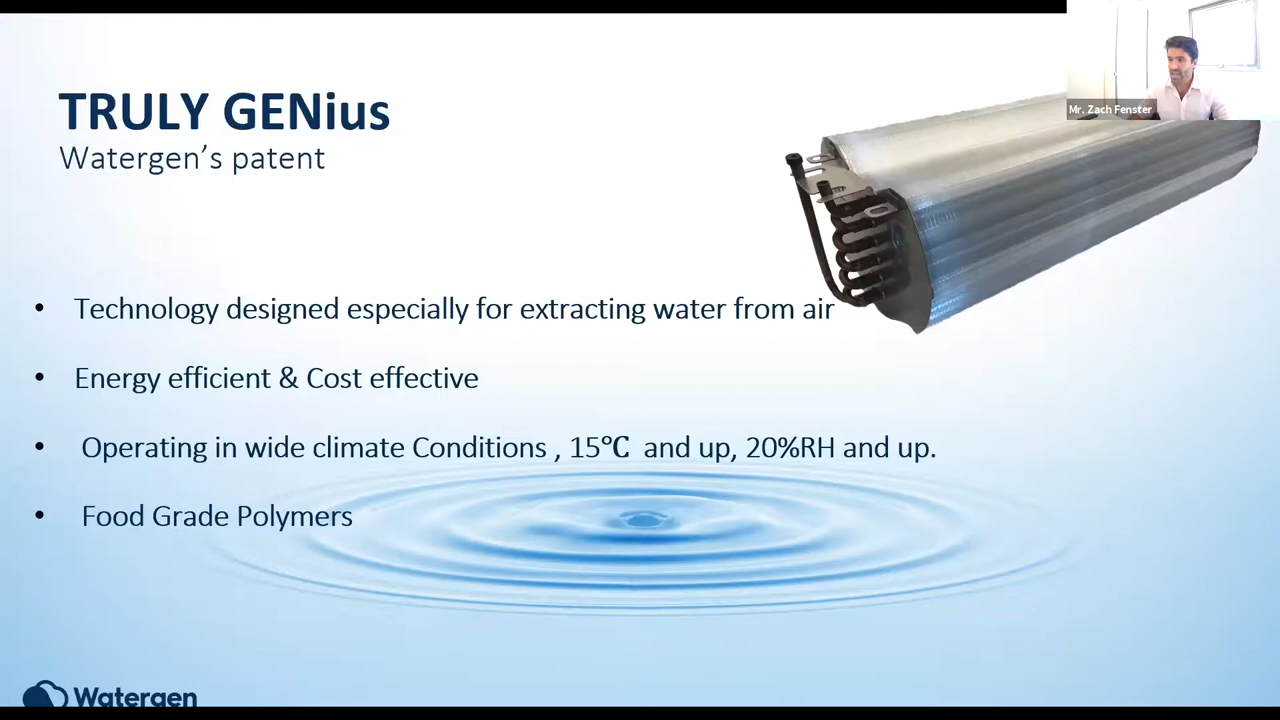 Mr. Zach Fenster
TRULY GENius
Watergen’s patent
• Technology designed especially for extracting water from air
• Energy efficient & Cost effective
• Operating in wide climate Conditions , 15℃ and up, 20%RH and up.
• Food Grade Polymers
Watergen